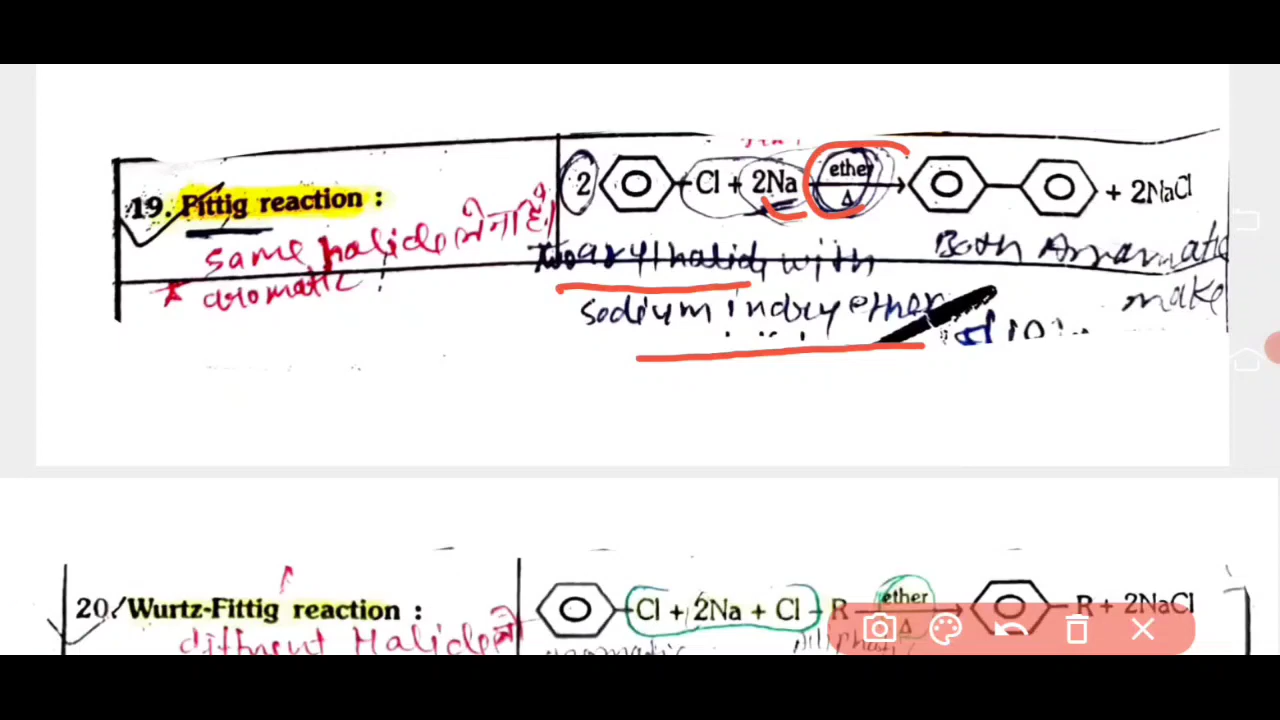 19. Fittig reaction :
2 Cl + 2Na ether Δ + 2NaCl
same halide लेना है।
* aromatic
Two aryl halide with
sodium in dry ether
Both Arramatic
make
20. Wurtz-Fittig reaction :
Cl + 2Na + Cl - R ether Δ R + 2NaCl
different Halide
aromatic